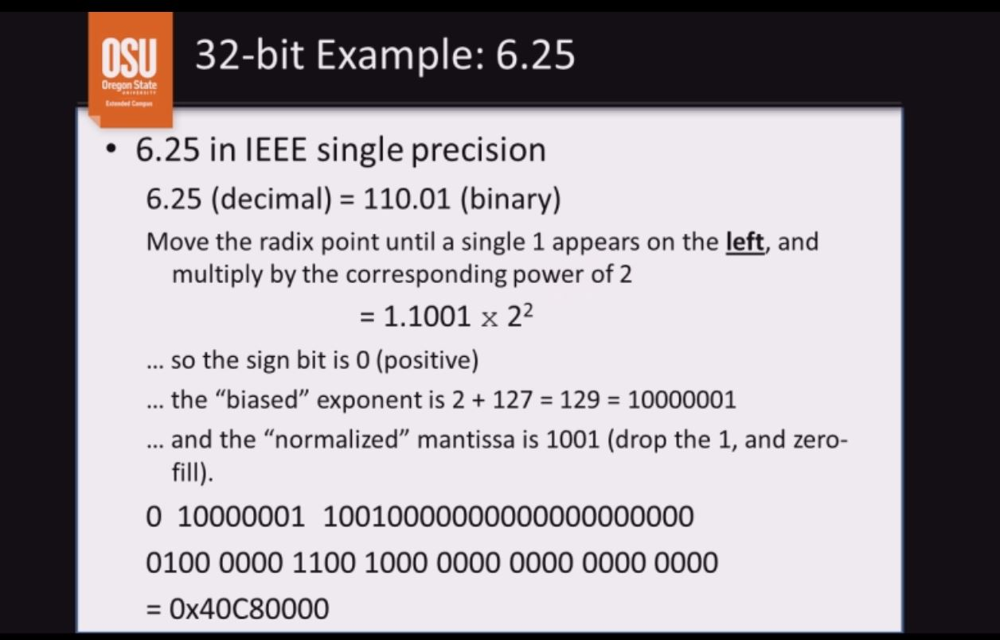 OSU
Oregon State
UNIVERSITY
Extended Campus
32-bit Example: 6.25
• 6.25 in IEEE single precision
6.25 (decimal) = 110.01 (binary)
Move the radix point until a single 1 appears on the left, and
multiply by the corresponding power of 2
= 1.1001 x 2²
... so the sign bit is 0 (positive)
... the “biased” exponent is 2 + 127 = 129 = 10000001
... and the “normalized” mantissa is 1001 (drop the 1, and zero-
fill).
0 10000001 10010000000000000000000
0100 0000 1100 1000 0000 0000 0000 0000
= 0x40C80000